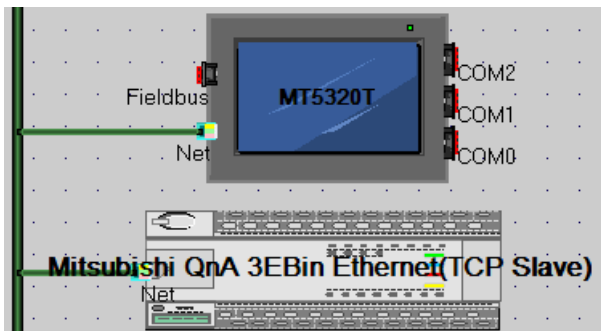 COM2
Fieldbus
MT5320T
COM1
Net
COM0
Mitsubishi QnA 3EBin Ethernet(TCP Slave)
Net